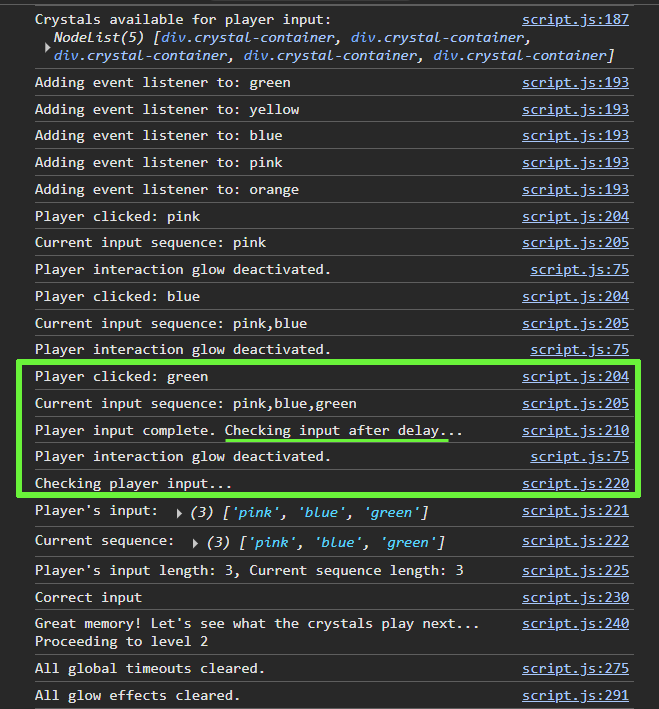 Crystals available for player input: script.js:187
NodeList(5) [div.crystal-container, div.crystal-container,
div.crystal-container, div.crystal-container, div.crystal-container]
Adding event listener to: green script.js:193
Adding event listener to: yellow script.js:193
Adding event listener to: blue script.js:193
Adding event listener to: pink script.js:193
Adding event listener to: orange script.js:193
Player clicked: pink script.js:204
Current input sequence: pink script.js:205
Player interaction glow deactivated. script.js:75
Player clicked: blue script.js:204
Current input sequence: pink,blue script.js:205
Player interaction glow deactivated. script.js:75
Player clicked: green script.js:204
Current input sequence: pink,blue,green script.js:205
Player input complete. Checking input after delay... script.js:210
Player interaction glow deactivated. script.js:75
Checking player input... script.js:220
Player's input: (3) ['pink', 'blue', 'green'] script.js:221
Current sequence: (3) ['pink', 'blue', 'green'] script.js:222
Player's input length: 3, Current sequence length: 3 script.js:225
Correct input script.js:230
Great memory! Let's see what the crystals play next... script.js:240
Proceeding to level 2
All global timeouts cleared. script.js:275
All glow effects cleared. script.js:291